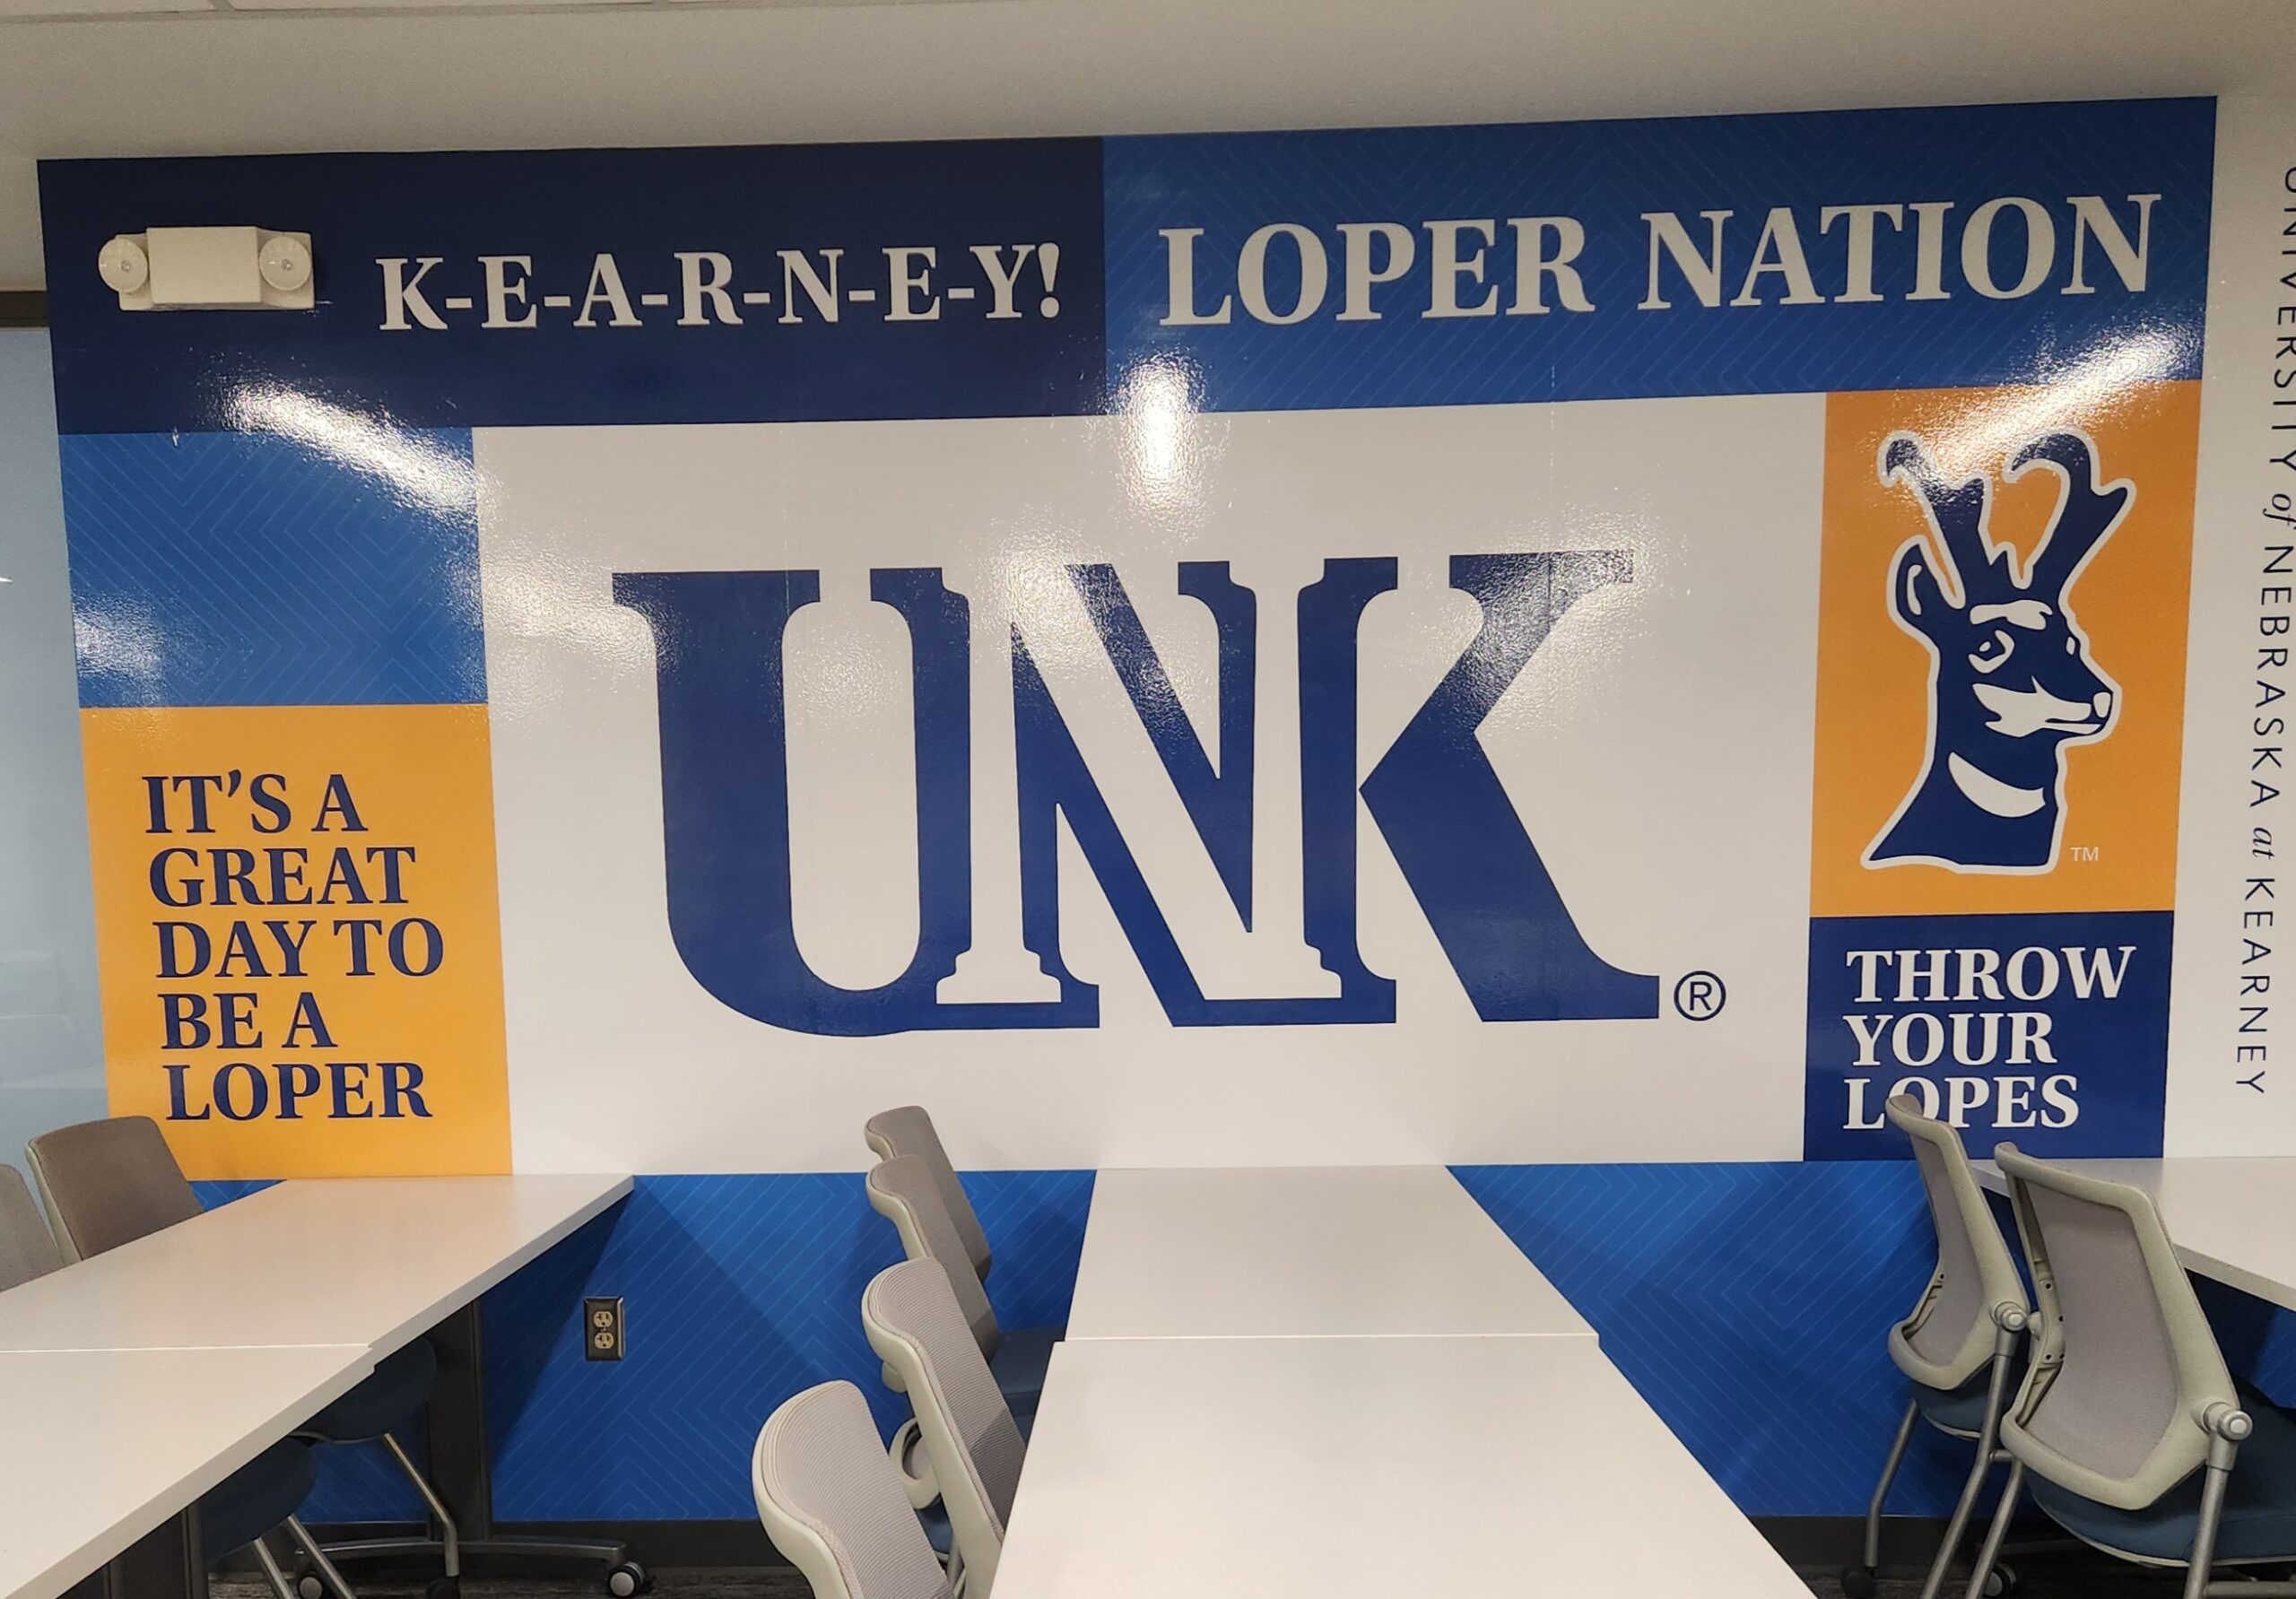 K-E-A-R-N-E-Y!
LOPER NATION
IT'S A
GREAT
DAY TO
BE A
LOPER
UNK®
TM
THROW
YOUR
LOPES
UNIVERSITY of NEBRASKA at KEARNEY